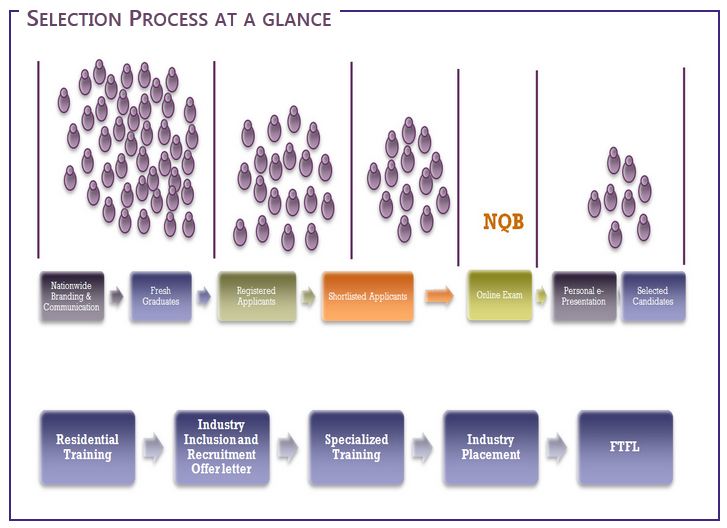 SELECTION PROCESS AT A GLANCE
NQB
Nationwide
Branding &
Communication
Fresh
Graduates
Registered
Applicants
Shortlisted Applicants
Online Exam
Personal e-
Presentation
Selected
Candidates
Residential
Training
Industry
Inclusion and
Recruitment
Offer letter
Specialized
Training
Industry
Placement
FTFL